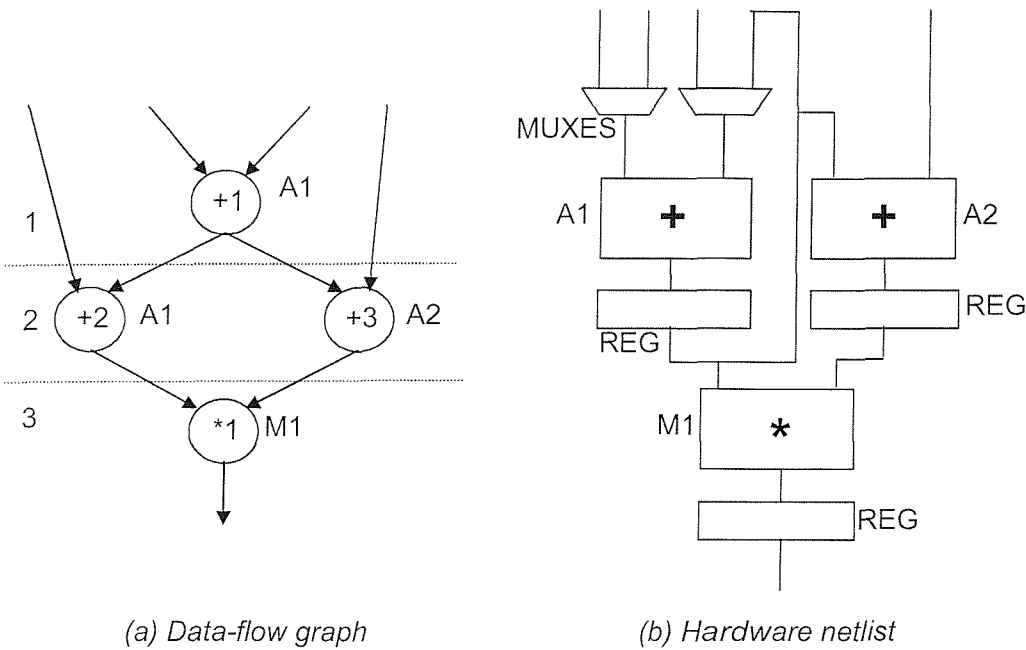 +1 A1
1
2
+2 A1
+3 A2
3
*1 M1
(a) Data-flow graph
MUXES
A1 + + A2
REG
REG
M1 *
REG
(b) Hardware netlist